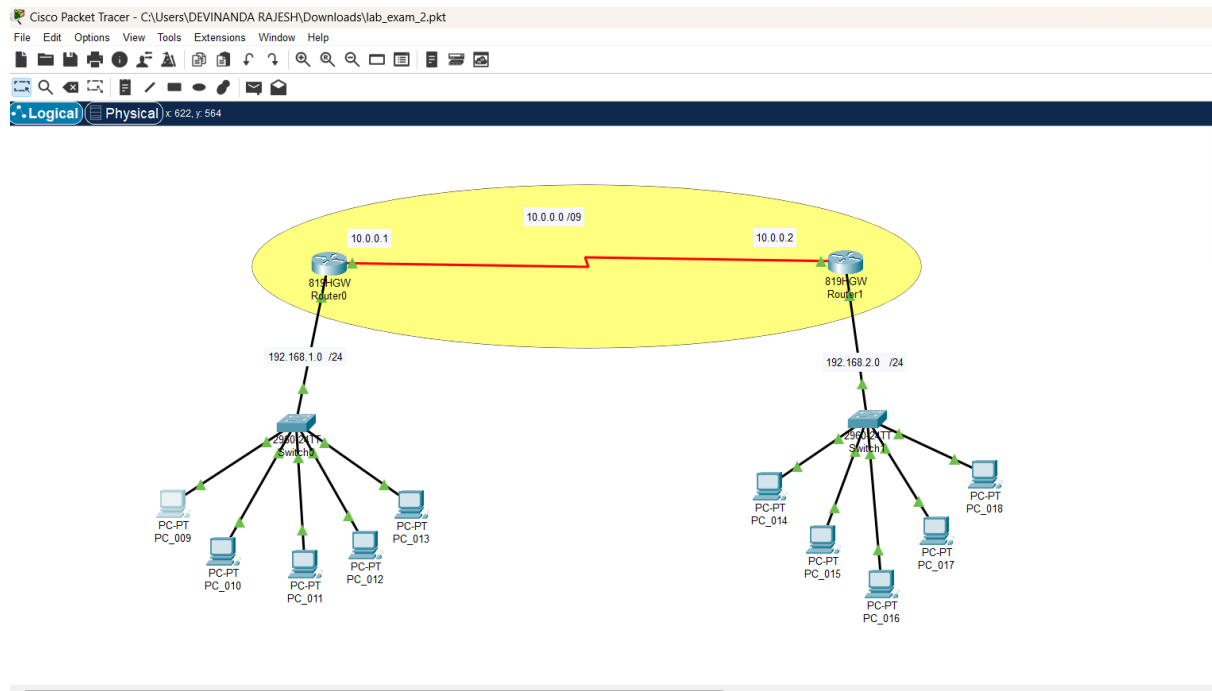 Cisco Packet Tracer - C:\Users\DEVINANDA RAJESH\Downloads\lab_exam_2.pkt
File Edit Options View Tools Extensions Window Help
Logical Physical x: 622, y: 564
10.0.0.0 /09
10.0.0.1
10.0.0.2
819HGW
Router0
819HGW
Router1
192.168.1.0 /24
192.168.2.0 /24
2960-24TT
Switch0
2960-24TT
Switch1
PC-PT
PC_009
PC-PT
PC_010
PC-PT
PC_011
PC-PT
PC_012
PC-PT
PC_013
PC-PT
PC_014
PC-PT
PC_015
PC-PT
PC_016
PC-PT
PC_017
PC-PT
PC_018